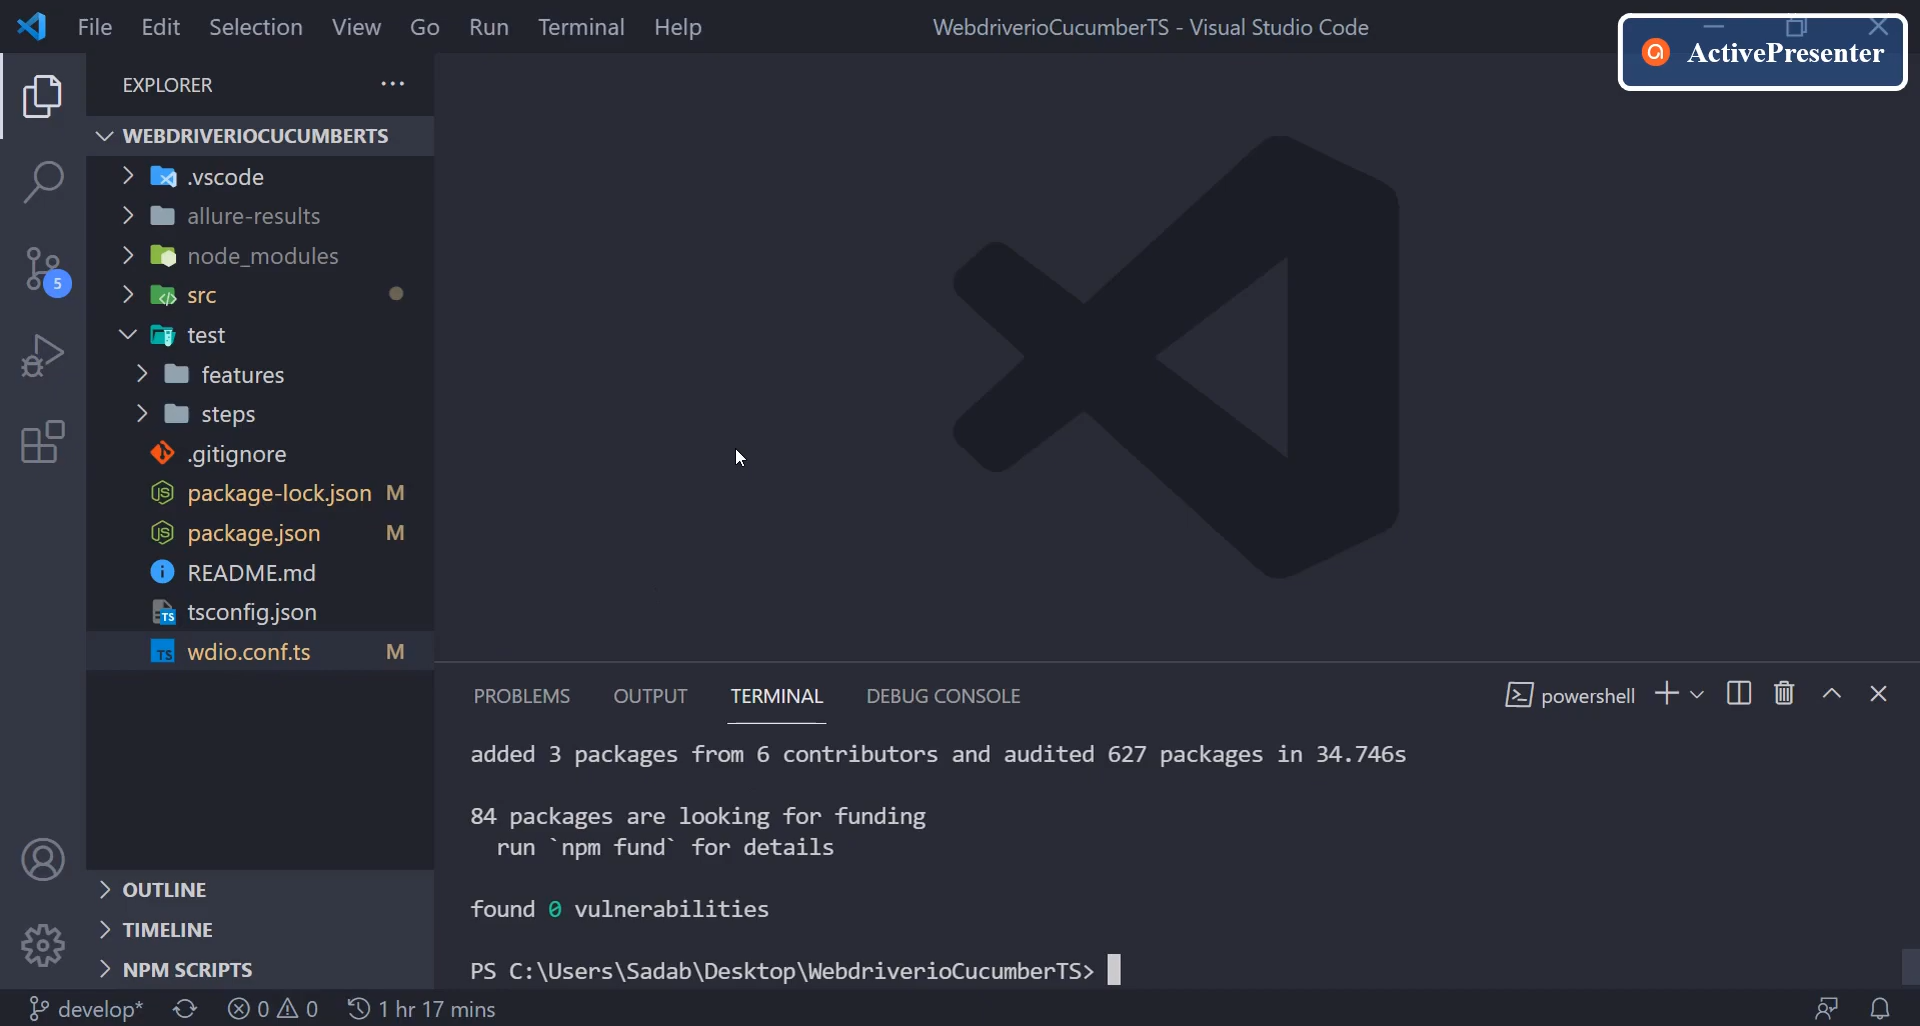 File Edit Selection View Go Run Terminal Help
WebdriverioCucumberTS - Visual Studio Code
ActivePresenter
EXPLORER
WEBDRIVERIOCUCUMBERTS
.vscode
allure-results
node_modules
src
test
features
steps
.gitignore
package-lock.json M
package.json M
README.md
tsconfig.json
wdio.conf.ts M
OUTLINE
TIMELINE
NPM SCRIPTS
5
PROBLEMS OUTPUT TERMINAL DEBUG CONSOLE
powershell
added 3 packages from 6 contributors and audited 627 packages in 34.746s
84 packages are looking for funding
run `npm fund` for details
found 0 vulnerabilities
PS C:\Users\Sadab\Desktop\WebdriverioCucumberTS>
develop* 0 0 1 hr 17 mins